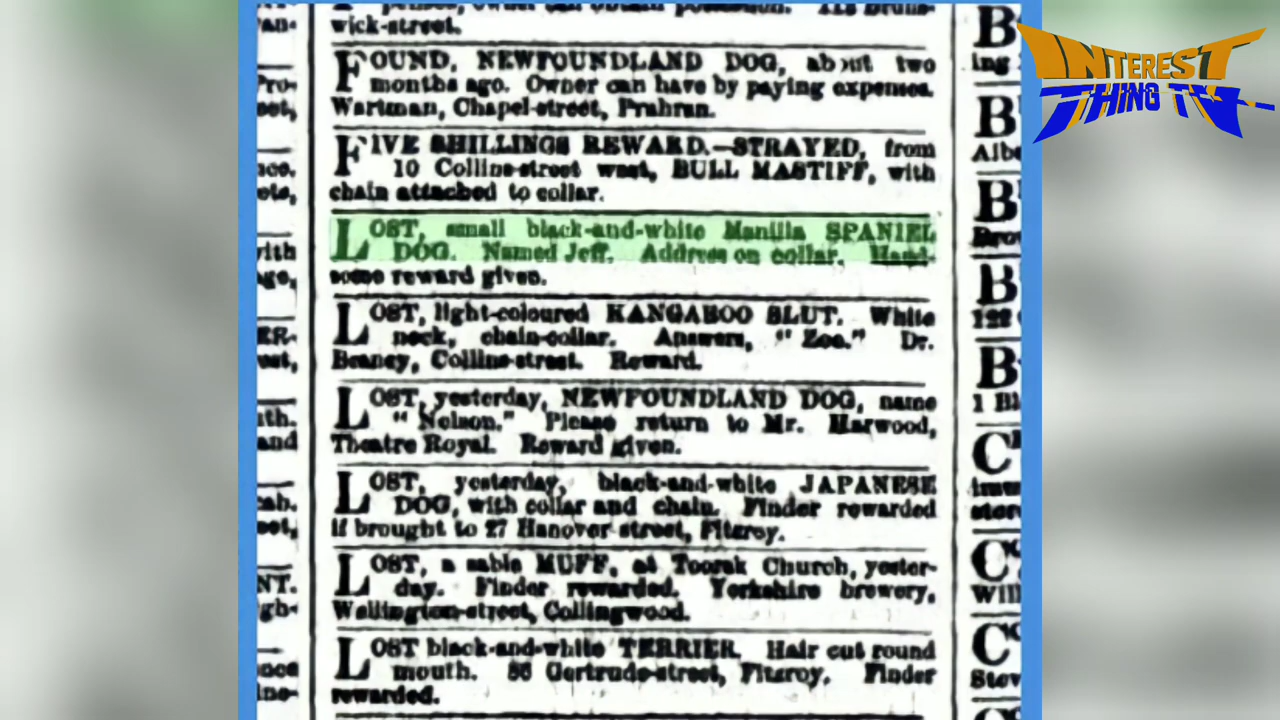 wick-street.
FOUND, NEWFOUNDLAND DOG, about two
months ago. Owner can have by paying expenses.
Wartman, Chapel-street, Prahran.
FIVE SHILLINGS REWARD.—STRAYED, from
10 Collins-street west, BULL MASTIFF, with
chain attached to collar.
LOST, small black-and-white Manilla SPANIEL
DOG. Named Jeff. Address on collar. Hand-
some reward given.
LOST, light-coloured KANGAROO SLUT. White
neck, chain-collar. Answers, "Zoe." Dr.
Beaney, Collins-street. Reward.
LOST, yesterday, NEWFOUNDLAND DOG, name
"Nelson." Please return to Mr. Harwood,
Theatre Royal. Reward given.
LOST, yesterday, black-and-white JAPANESE
DOG, with collar and chain. Finder rewarded
if brought to 27 Hanover-street, Fitzroy.
LOST, a sable MUFF, at Toorak Church, yester-
day. Finder rewarded. Yorkshire brewery,
Wellington-street, Collingwood.
LOST black-and-white TERRIER. Hair cut round
mouth. 86 Gertrude-street, Fitzroy. Finder
rewarded.
INTEREST
THING TV